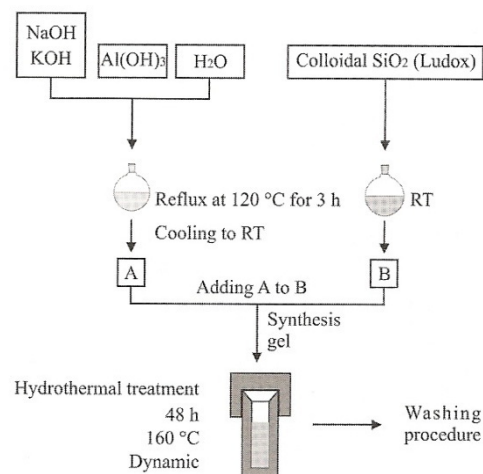 NaOH
KOH
Al(OH)3
H2O
Colloidal SiO2 (Ludox)
Reflux at 120 °C for 3 h
RT
Cooling to RT
A
B
Adding A to B
Synthesis
gel
Hydrothermal treatment
48 h
160 °C
Dynamic
Washing
procedure